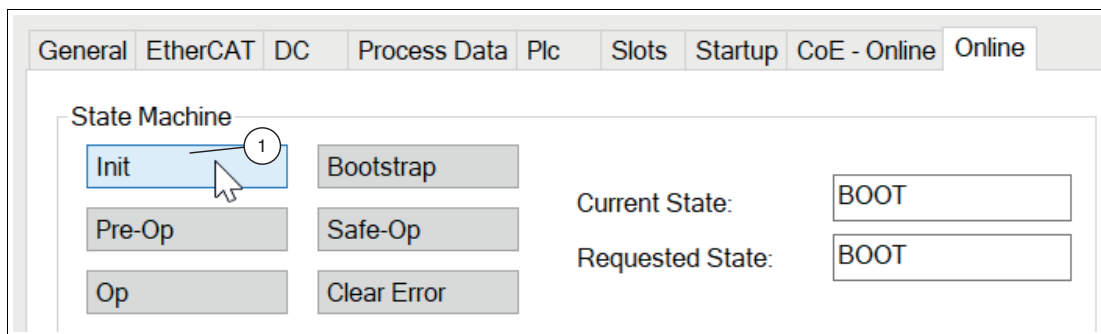 General EtherCAT DC Process Data Plc Slots Startup CoE - Online Online
State Machine
1
Init Bootstrap
Current State: BOOT
Pre-Op Safe-Op
Requested State: BOOT
Op Clear Error